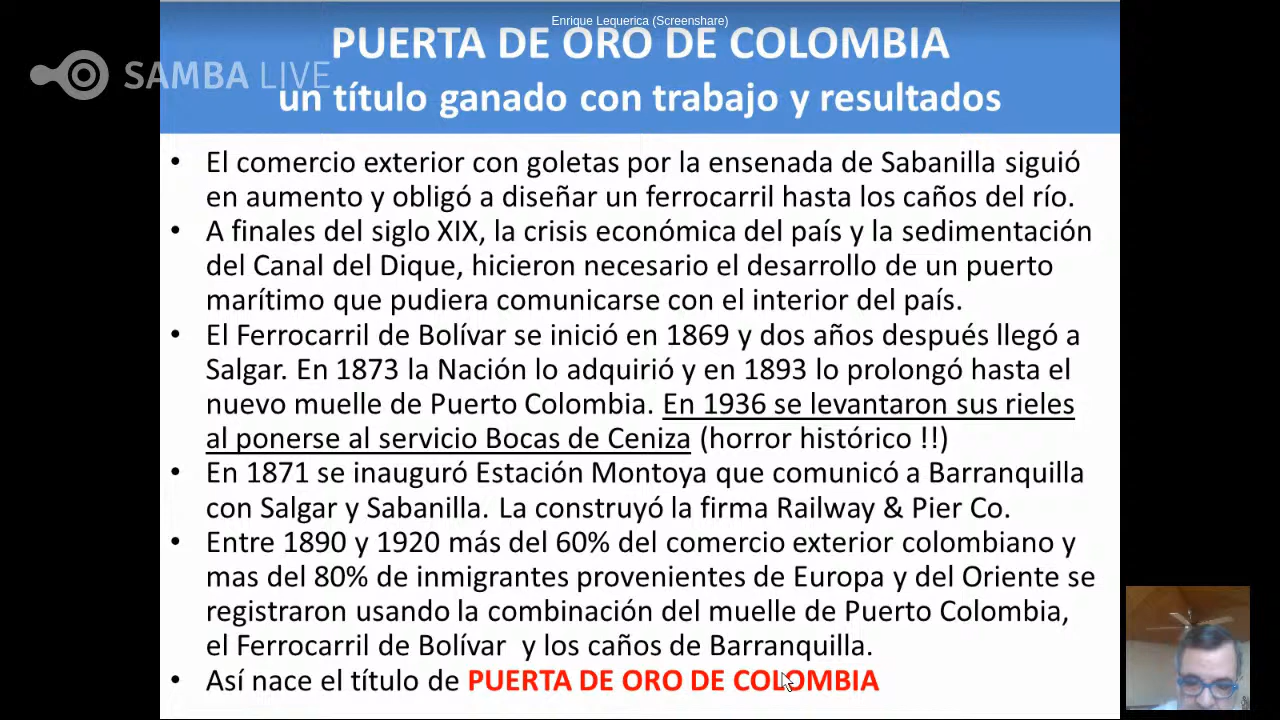 Enrique Lequerica (Screenshare)
PUERTA DE ORO DE COLOMBIA
SAMBA LIVE
un título ganado con trabajo y resultados
• El comercio exterior con goletas por la ensenada de Sabanilla siguió
en aumento y obligó a diseñar un ferrocarril hasta los caños del río.
• A finales del siglo XIX, la crisis económica del país y la sedimentación
del Canal del Dique, hicieron necesario el desarrollo de un puerto
marítimo que pudiera comunicarse con el interior del país.
• El Ferrocarril de Bolívar se inició en 1869 y dos años después llegó a
Salgar. En 1873 la Nación lo adquirió y en 1893 lo prolongó hasta el
nuevo muelle de Puerto Colombia. En 1936 se levantaron sus rieles
al ponerse al servicio Bocas de Ceniza (horror histórico !!)
• En 1871 se inauguró Estación Montoya que comunicó a Barranquilla
con Salgar y Sabanilla. La construyó la firma Railway & Pier Co.
• Entre 1890 y 1920 más del 60% del comercio exterior colombiano y
mas del 80% de inmigrantes provenientes de Europa y del Oriente se
registraron usando la combinación del muelle de Puerto Colombia,
el Ferrocarril de Bolívar y los caños de Barranquilla.
• Así nace el título de PUERTA DE ORO DE COLOMBIA